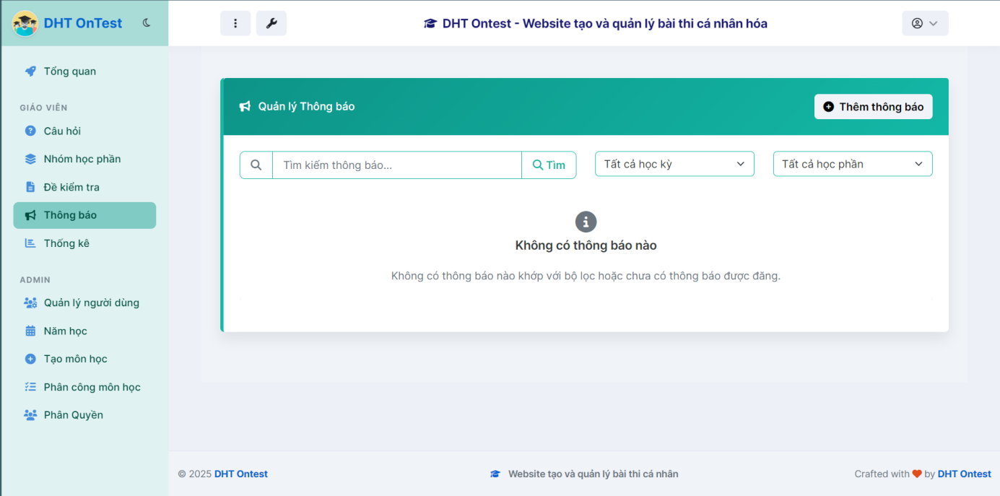 DHT OnTest
DHT Ontest - Website tạo và quản lý bài thi cá nhân hóa
Tổng quan
GIÁO VIÊN
Câu hỏi
Nhóm học phần
Đề kiểm tra
Thông báo
Thống kê
ADMIN
Quản lý người dùng
Năm học
Tạo môn học
Phân công môn học
Phân Quyền
Quản lý Thông báo
Thêm thông báo
Tìm kiếm thông báo...
Tìm
Tất cả học kỳ
Tất cả học phần
Không có thông báo nào
Không có thông báo nào khớp với bộ lọc hoặc chưa có thông báo được đăng.
© 2025 DHT Ontest
Website tạo và quản lý bài thi cá nhân
Crafted with ❤ by DHT Ontest